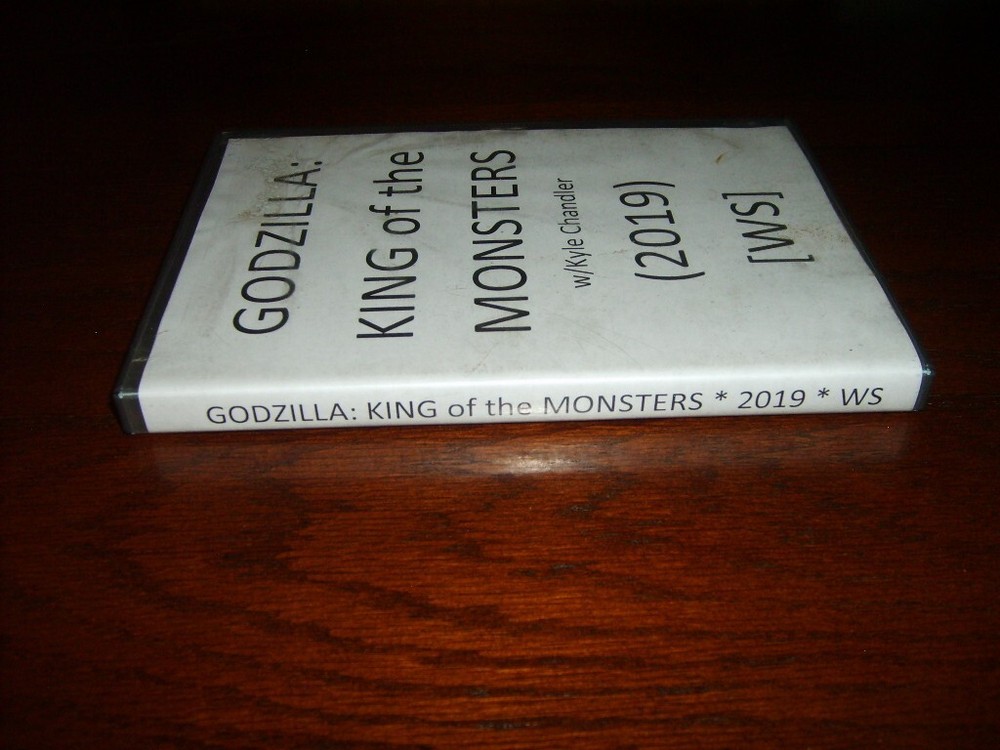 GODZILLA:
KING of the
MONSTERS
w/Kyle Chandler
(2019)
[WS]
GODZILLA: KING of the MONSTERS * 2019 * WS